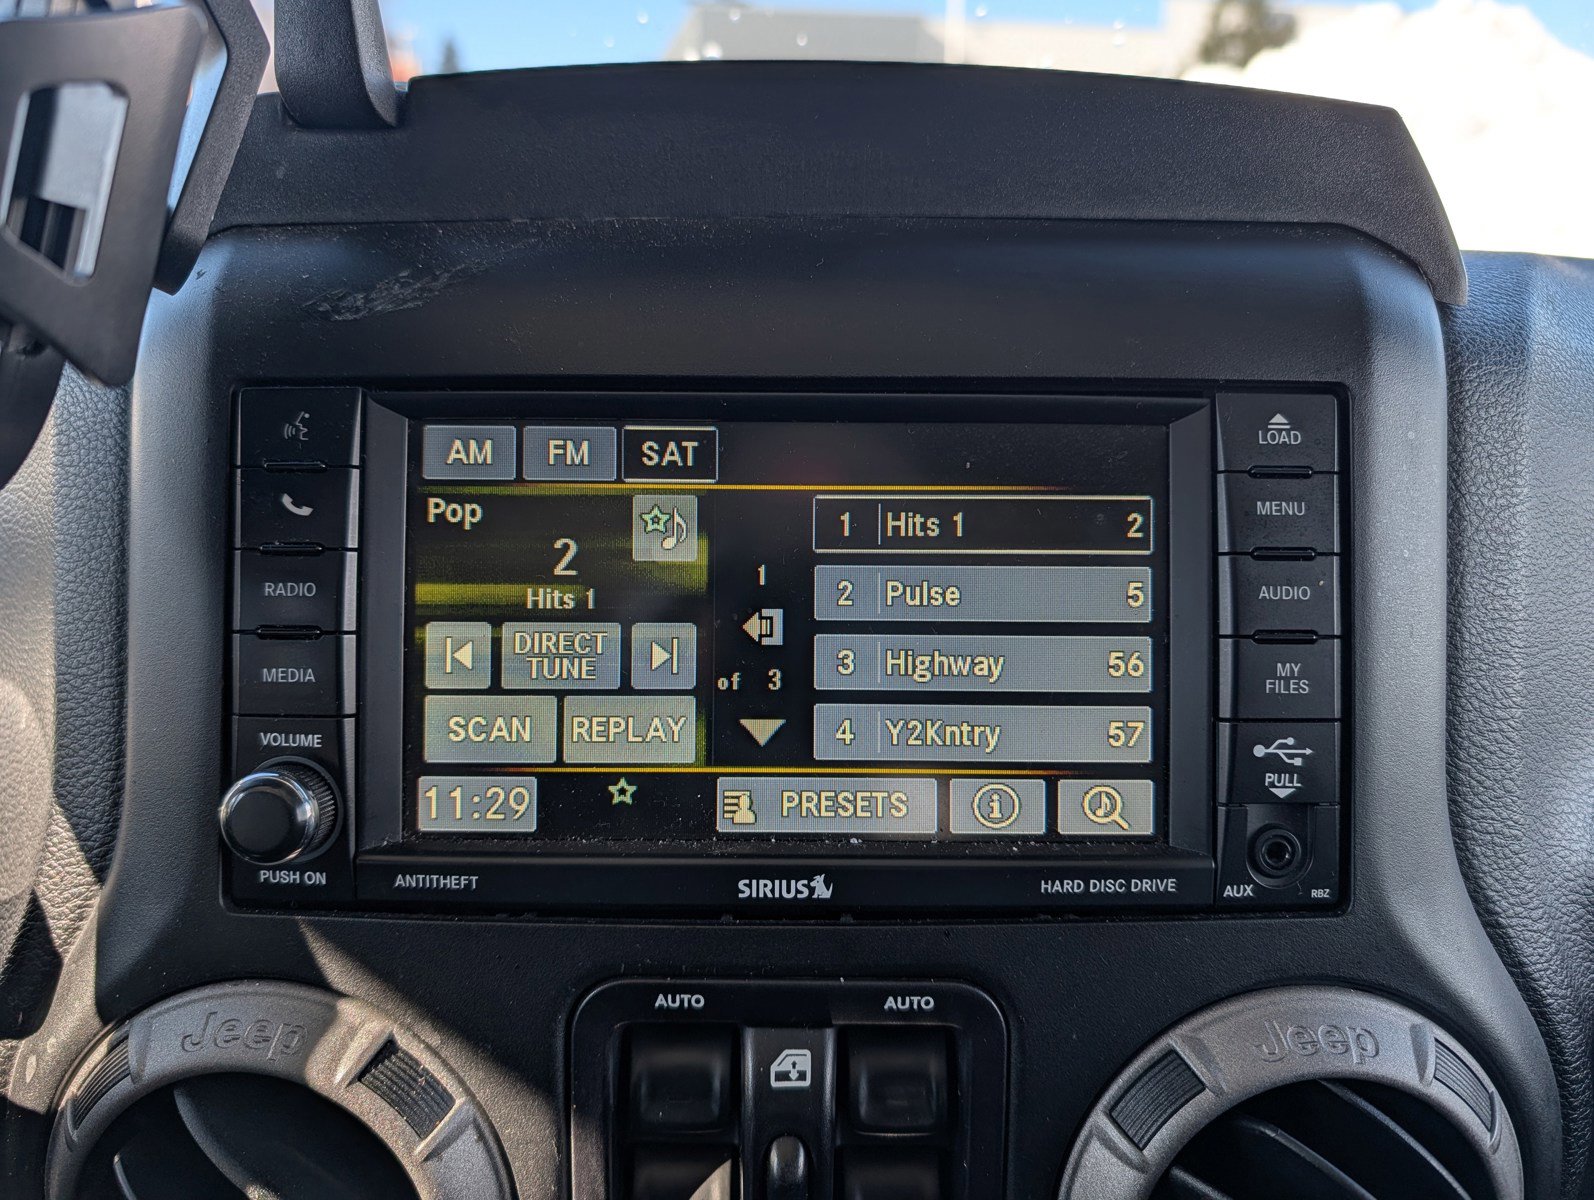 AM FM SAT
Pop
2
Hits 1
DIRECT
TUNE
SCAN REPLAY
1
of 3
1 Hits 1 2
2 Pulse 5
3 Highway 56
4 Y2Kntry 57
11:29
PRESETS
RADIO
MEDIA
VOLUME
PUSH ON
LOAD
MENU
AUDIO
MY
FILES
PULL
AUX
RBZ
ANTITHEFT
SIRIUS
HARD DISC DRIVE
AUTO AUTO
Jeep
Jeep